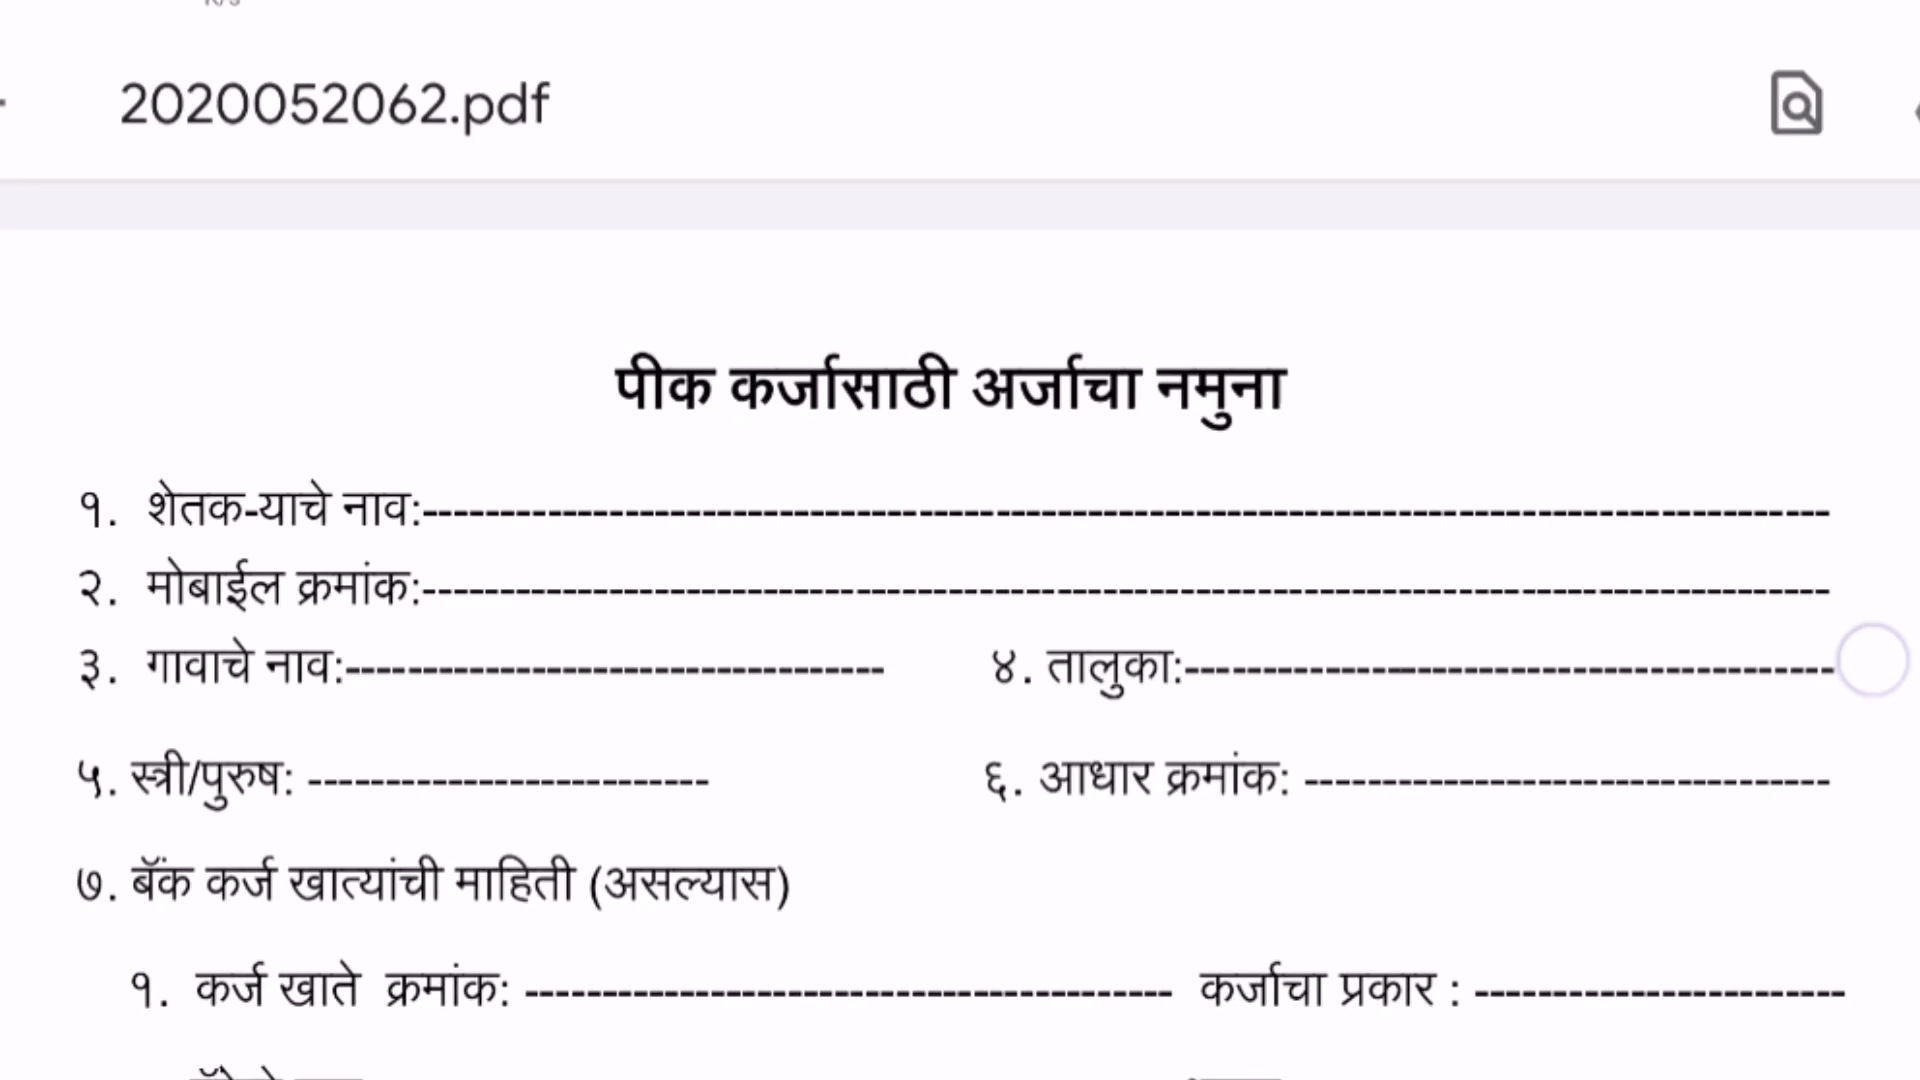 2020052062.pdf
पीक कर्जासाठी अर्जाचा नमुना
१. शेतक-याचे नाव:------------------------------------------------------------
२. मोबाईल क्रमांक:------------------------------------------------------------
३. गावाचे नाव:----------------------------------- ४. तालुका:------------------------------------------
५. स्त्री/पुरुष: -------------------------- ६. आधार क्रमांक: ----------------------------------
७. बॅंक कर्ज खात्यांची माहिती (असल्यास)
१. कर्ज खाते क्रमांक: ------------------------------------------ कर्जाचा प्रकार : ------------------------